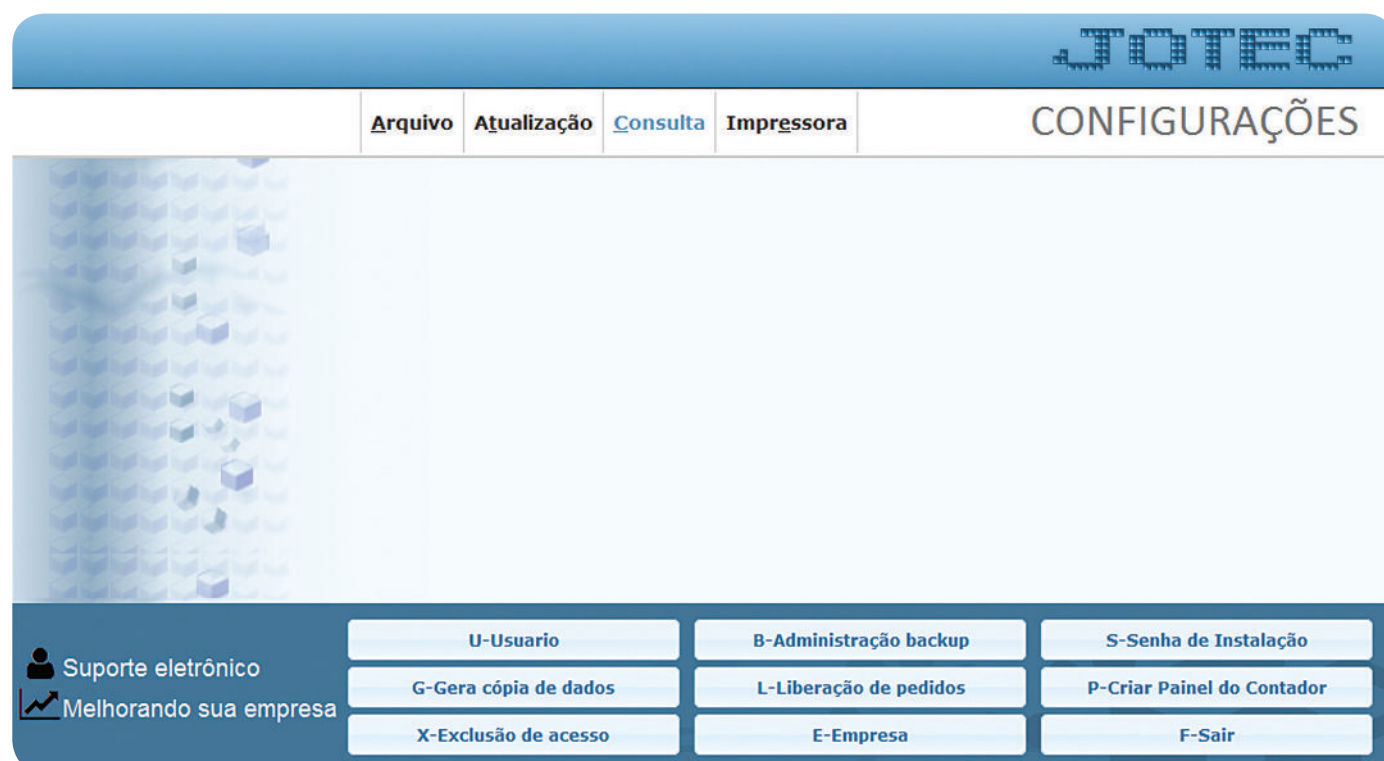 JOTEC
Arquivo Atualização Consulta Impressora
CONFIGURAÇÕES
Suporte eletrônico
Melhorando sua empresa
U-Usuario B-Administração backup S-Senha de Instalação
G-Gera cópia de dados L-Liberação de pedidos P-Criar Painel do Contador
X-Exclusão de acesso E-Empresa F-Sair